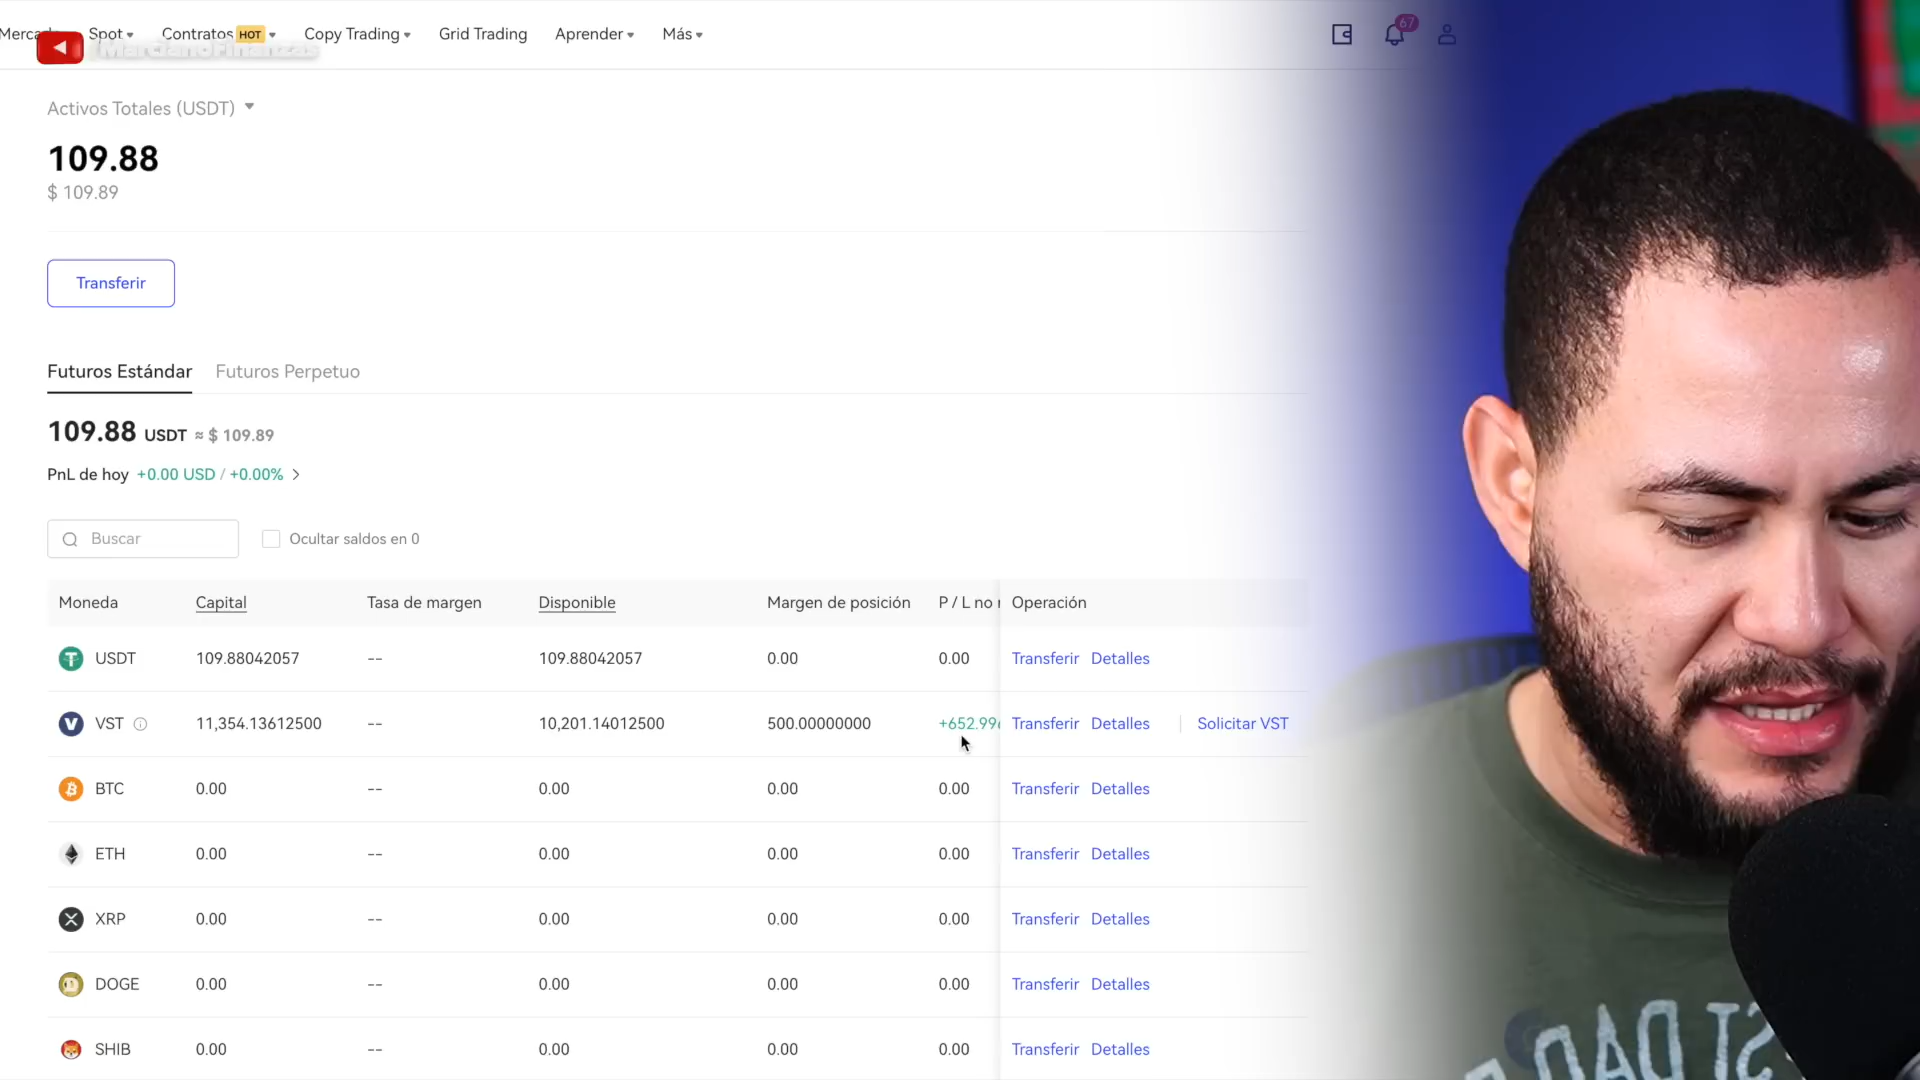 Spot
Contratos HOT
Copy Trading
Grid Trading
Aprender
Más
67
MarcianoFinanzas
Activos Totales (USDT)
109.88
$ 109.89
Transferir
Futuros Estándar Futuros Perpetuo
109.88 USDT ≈ $ 109.89
PnL de hoy +0.00 USD / +0.00%
Buscar
Ocultar saldos en 0
Moneda Capital Tasa de margen Disponible Margen de posición P / L no Operación
USDT 109.88042057 -- 109.88042057 0.00 0.00 Transferir Detalles
VST 11,354.13612500 -- 10,201.14012500 500.00000000 +652.996 Transferir Detalles Solicitar VST
BTC 0.00 -- 0.00 0.00 0.00 Transferir Detalles
ETH 0.00 -- 0.00 0.00 0.00 Transferir Detalles
XRP 0.00 -- 0.00 0.00 0.00 Transferir Detalles
DOGE 0.00 -- 0.00 0.00 0.00 Transferir Detalles
SHIB 0.00 -- 0.00 0.00 0.00 Transferir Detalles